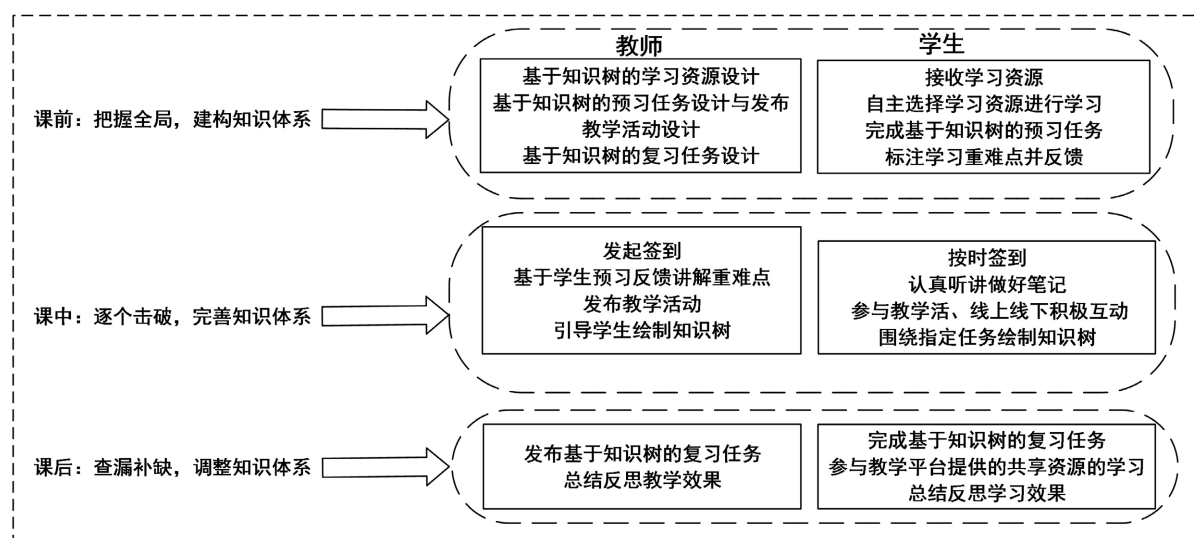 教师
学生
课前：把握全局，建构知识体系
基于知识树的学习资源设计
基于知识树的预习任务设计与发布
教学活动设计
基于知识树的复习任务设计
接收学习资源
自主选择学习资源进行学习
完成基于知识树的预习任务
标注学习重难点并反馈
课中：逐个击破，完善知识体系
发起签到
基于学生预习反馈讲解重难点
发布教学活动
引导学生绘制知识树
按时签到
认真听讲做好笔记
参与教学活、线上线下积极互动
围绕指定任务绘制知识树
课后：查漏补缺，调整知识体系
发布基于知识树的复习任务
总结反思教学效果
完成基于知识树的复习任务
参与教学平台提供的共享资源的学习
总结反思学习效果